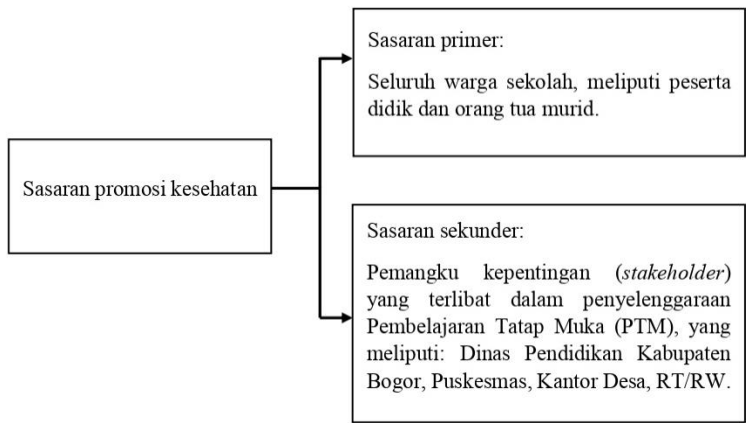 Sasaran primer:
Seluruh warga sekolah, meliputi peserta
didik dan orang tua murid.
Sasaran promosi kesehatan
Sasaran sekunder:
Pemangku kepentingan (stakeholder)
yang terlibat dalam penyelenggaraan
Pembelajaran Tatap Muka (PTM), yang
meliputi: Dinas Pendidikan Kabupaten
Bogor, Puskesmas, Kantor Desa, RT/RW.